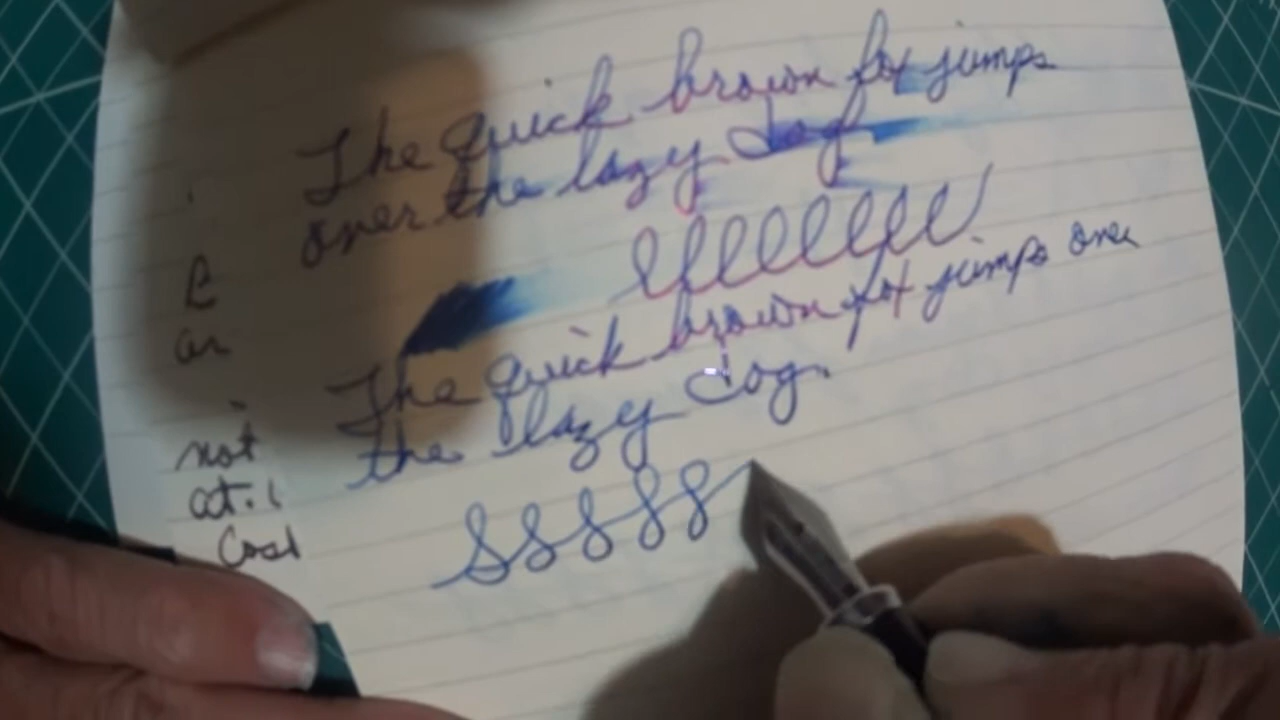 The quick brown fox jumps
over the lazy dog
lllllll
The quick brown fox jumps over
the lazy dog.
SSSSS
not